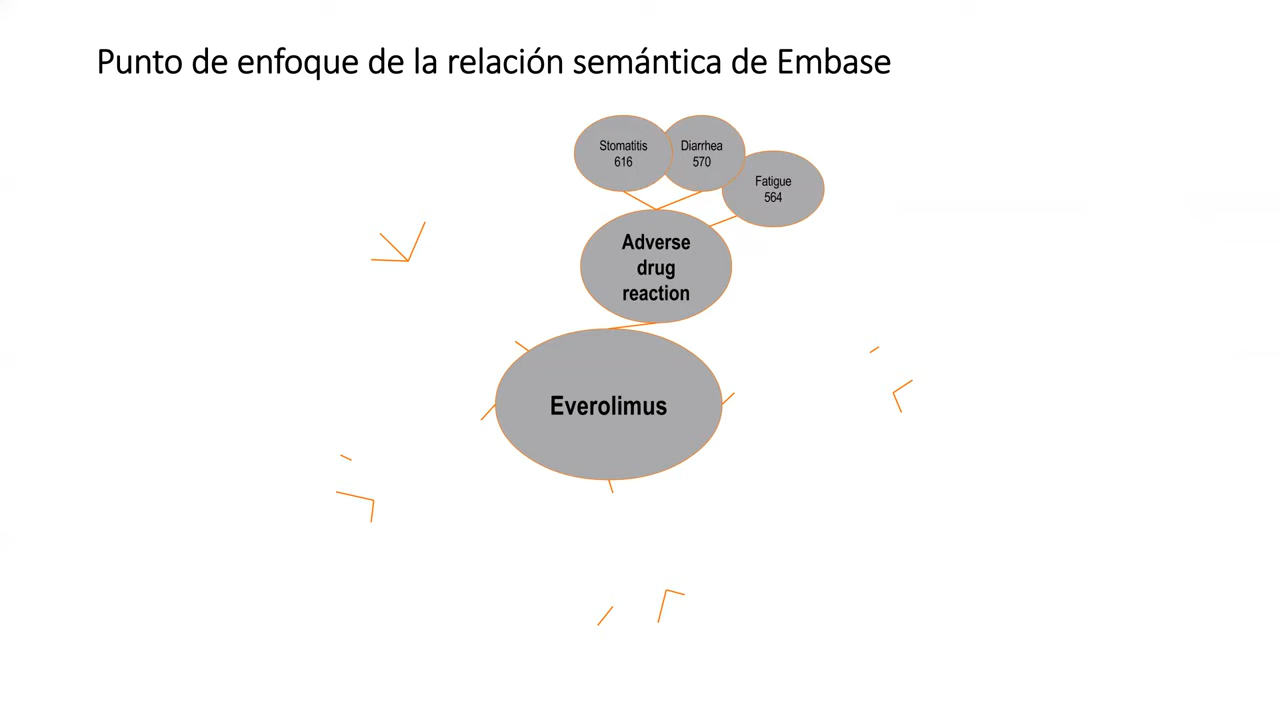 Punto de enfoque de la relación semántica de Embase
Stomatitis
616
Diarrhea
570
Fatigue
564
Adverse
drug
reaction
Everolimus